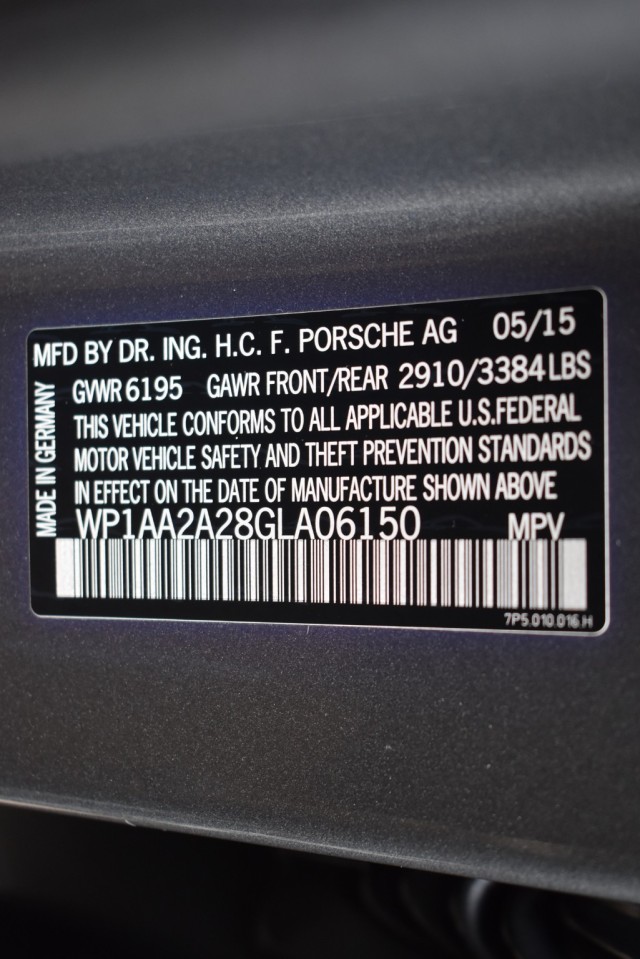 MFD BY DR. ING. H.C. F. PORSCHE AG 05/15
GVWR 6195 GAWR FRONT/REAR 2910/3384LBS
THIS VEHICLE CONFORMS TO ALL APPLICABLE U.S.FEDERAL
MOTOR VEHICLE SAFETY AND THEFT PREVENTION STANDARDS
IN EFFECT ON THE DATE OF MANUFACTURE SHOWN ABOVE
WP1AA2A28GLA06150 MPV
MADE IN GERMANY
7P5.010.016.H